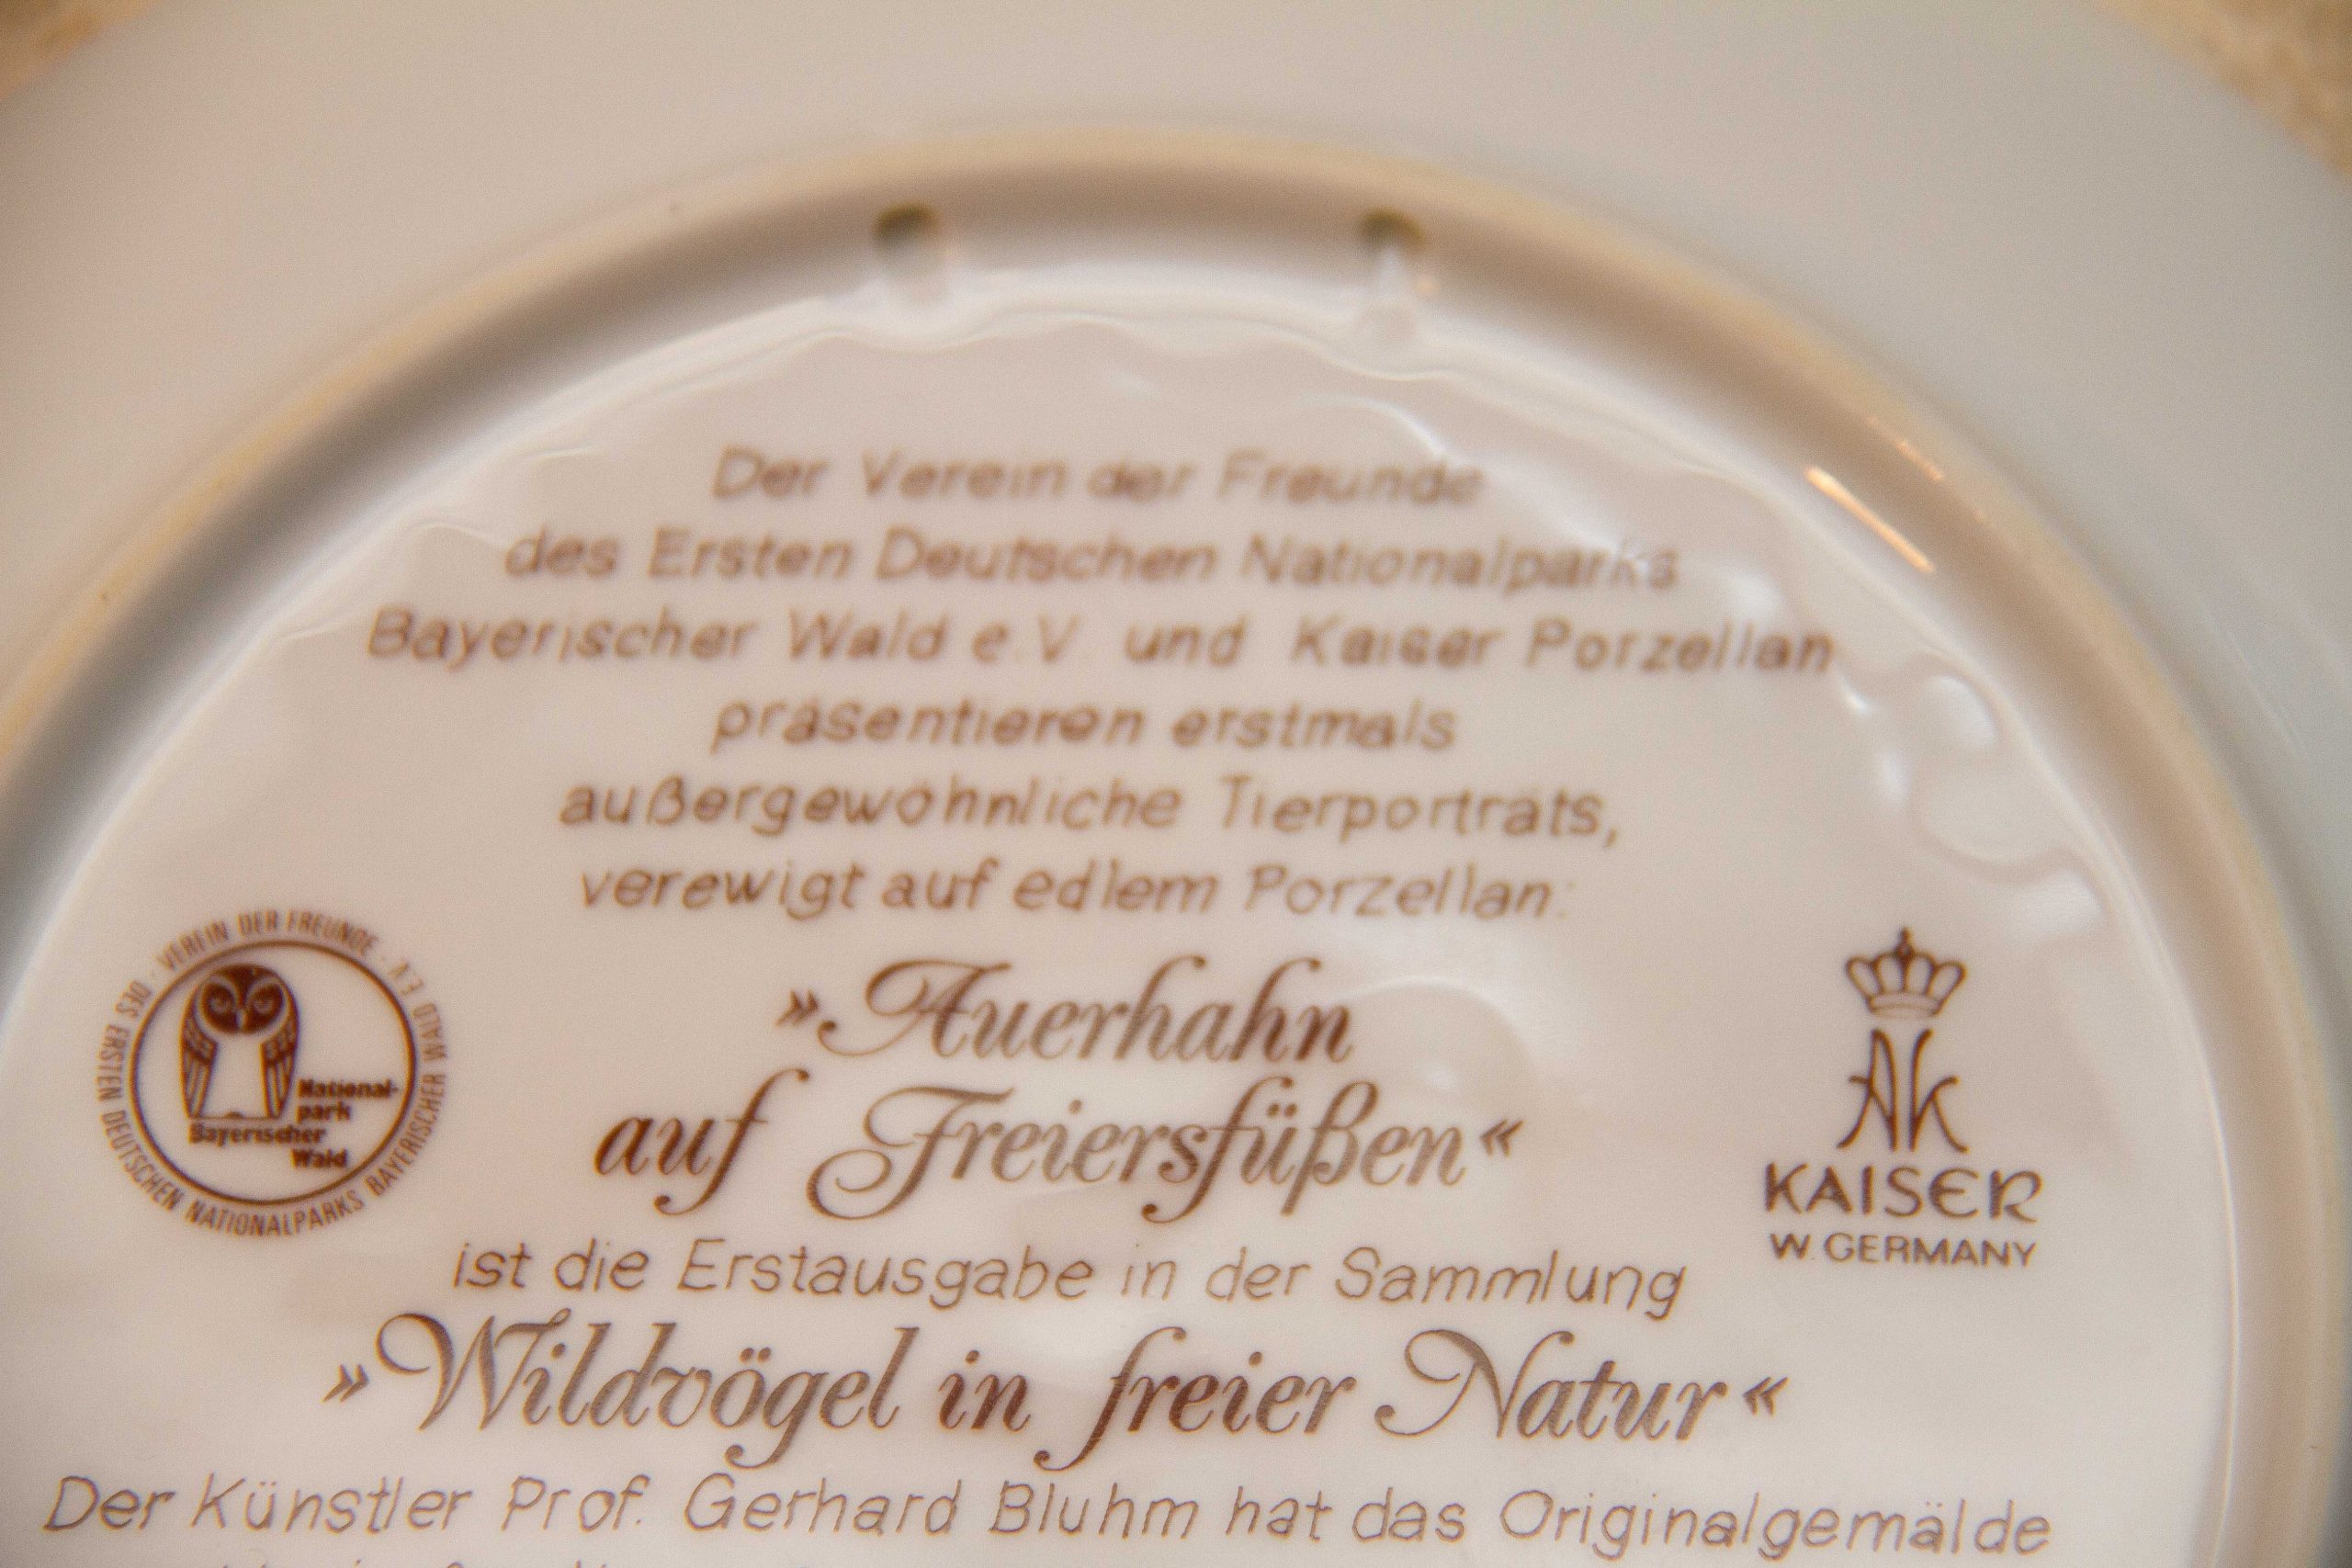 Der Verein der Freunde
des Ersten Deutschen Nationalparks
Bayerischer Wald e.V. und Kaiser Porzellan
präsentieren erstmals
außergewöhnliche Tierporträts,
verewigt auf edlem Porzellan:
»Auerhahn
auf Freiersfüßen«
ist die Erstausgabe in der Sammlung
»Wildvögel in freier Natur«
Der Künstler Prof. Gerhard Bluhm hat das Originalgemälde
VEREIN DER FREUNDE · DES ERSTEN DEUTSCHEN NATIONALPARKS BAYERISCHER WALD E.V. ·
National-
park
Bayerischer
Wald
AK
KAISER
W. GERMANY